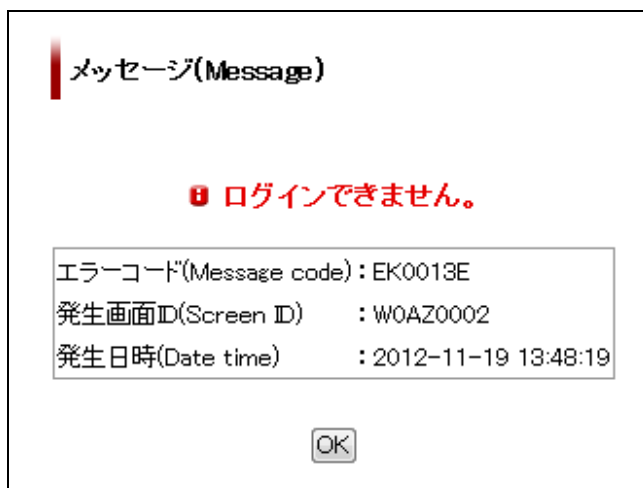 メッセージ(Message)
ログインできません。
エラーコード(Message code):EK0013E
発生画面ID(Screen ID) :W0AZ0002
発生日時(Date time) :2012-11-19 13:48:19
OK